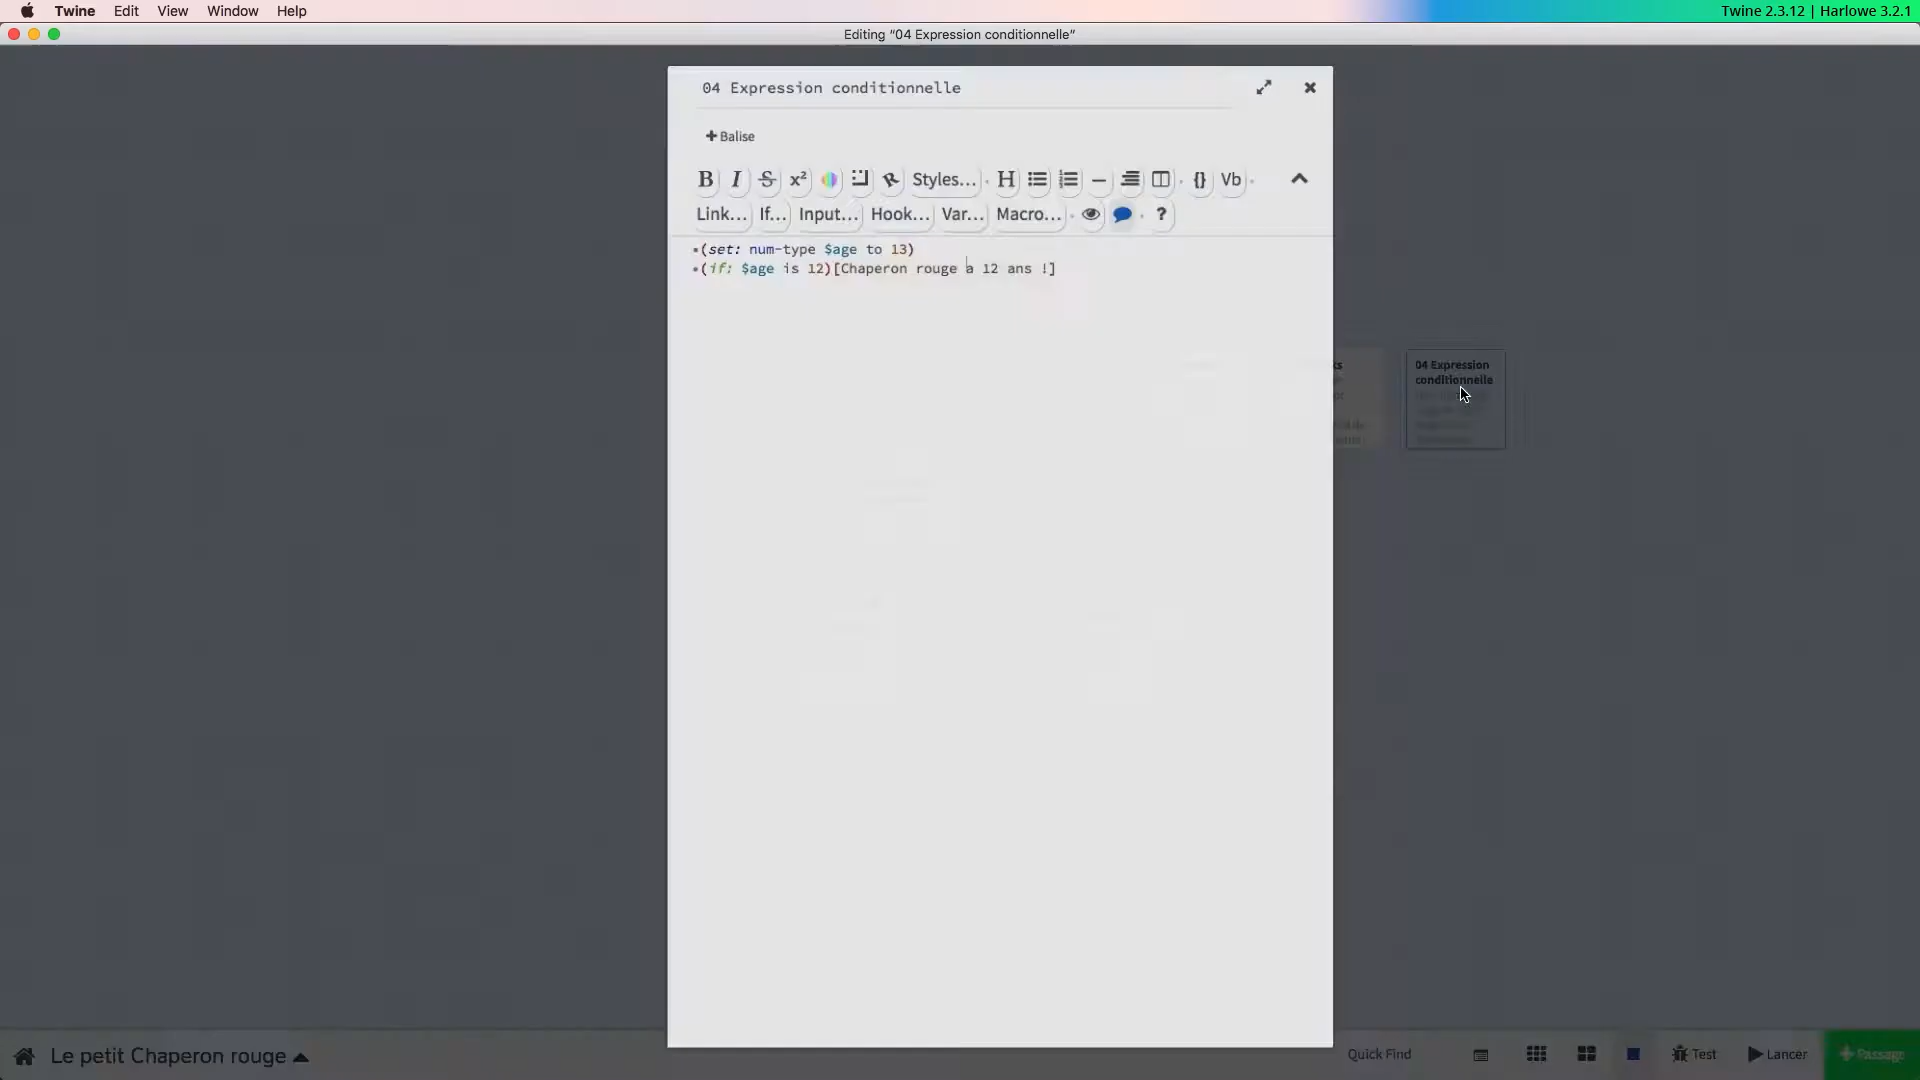 Twine Edit View Window Help
Twine 2.3.12 | Harlowe 3.2.1
Editing "04 Expression conditionnelle"
04 Expression conditionnelle
Balise
B I S x² Styles... H {} Vb
Link... If... Input... Hook... Var... Macro... ?
(set: num-type $age to 13)
(if: $age is 12)[Chaperon rouge a 12 ans !]
04 Expression
conditionnelle
Le petit Chaperon rouge
Quick Find
Test
Lancer
Passage